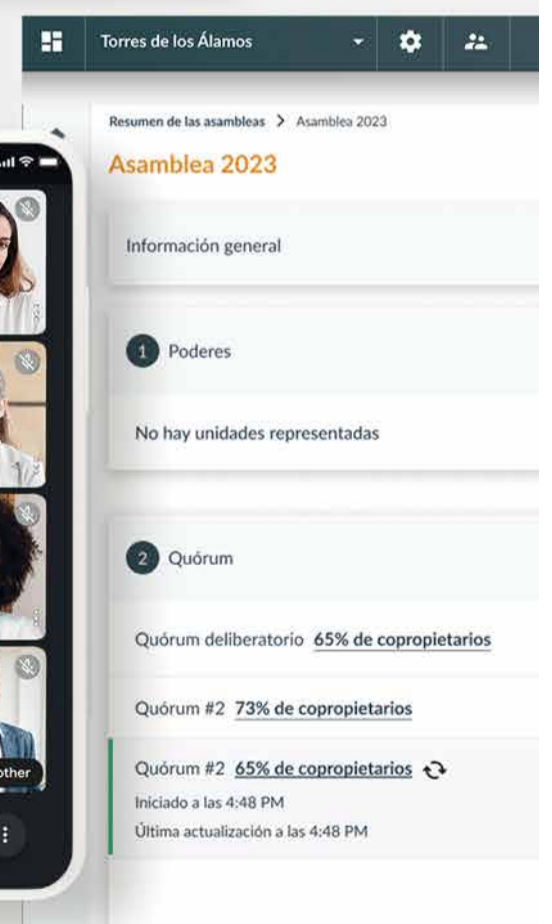 Torres de los Álamos
Resumen de las asambleas > Asamblea 2023
Asamblea 2023
Información general
1 Poderes
No hay unidades representadas
2 Quórum
Quórum deliberatorio 65% de copropietarios
Quórum #2 73% de copropietarios
Quórum #2 65% de copropietarios
Iniciado a las 4:48 PM
Última actualización a las 4:48 PM